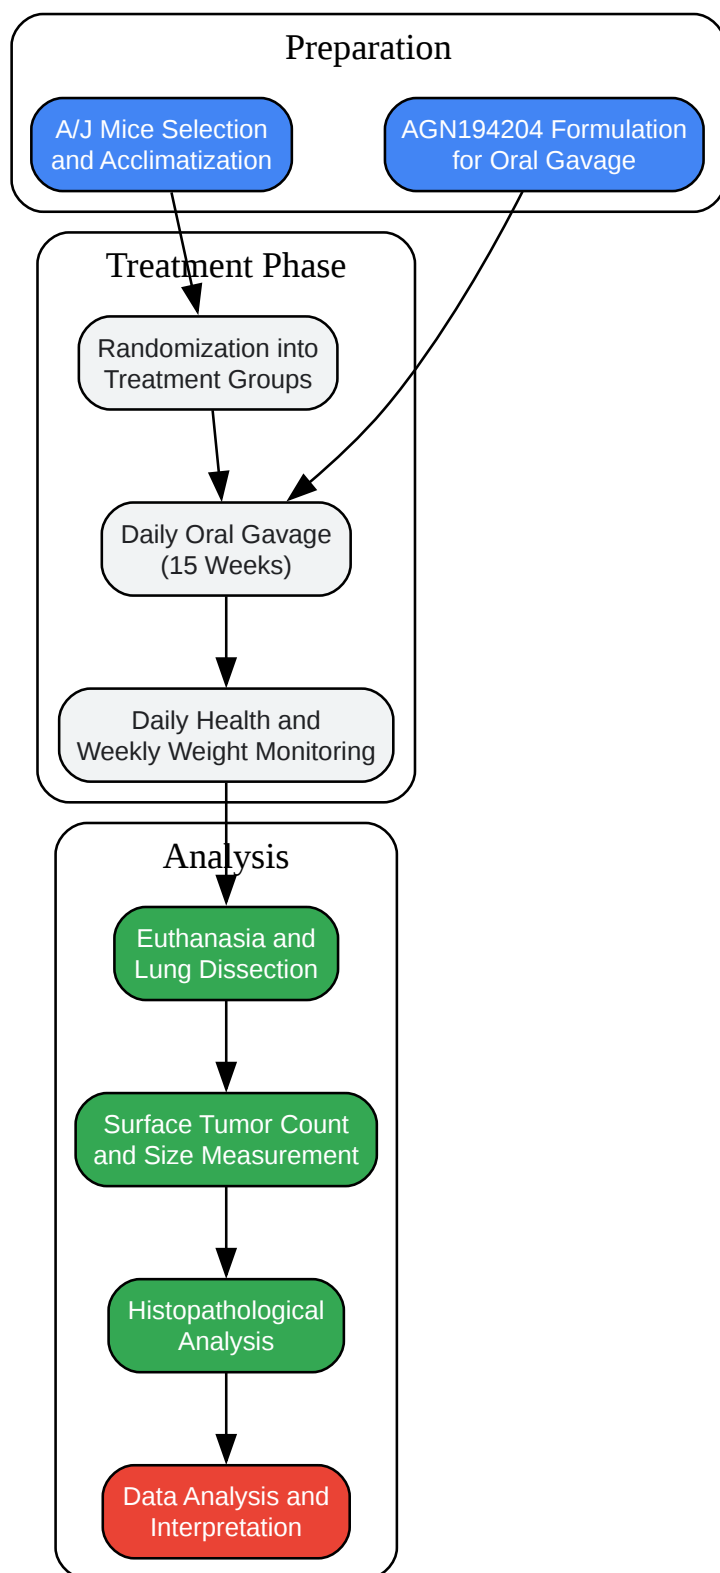 Preparation
A/J Mice Selection
and Acclimatization
AGN194204 Formulation
for Oral Gavage
Treatment Phase
Randomization into
Treatment Groups
Daily Oral Gavage
(15 Weeks)
Daily Health and
Weekly Weight Monitoring
Analysis
Euthanasia and
Lung Dissection
Surface Tumor Count
and Size Measurement
Histopathological
Analysis
Data Analysis and
Interpretation